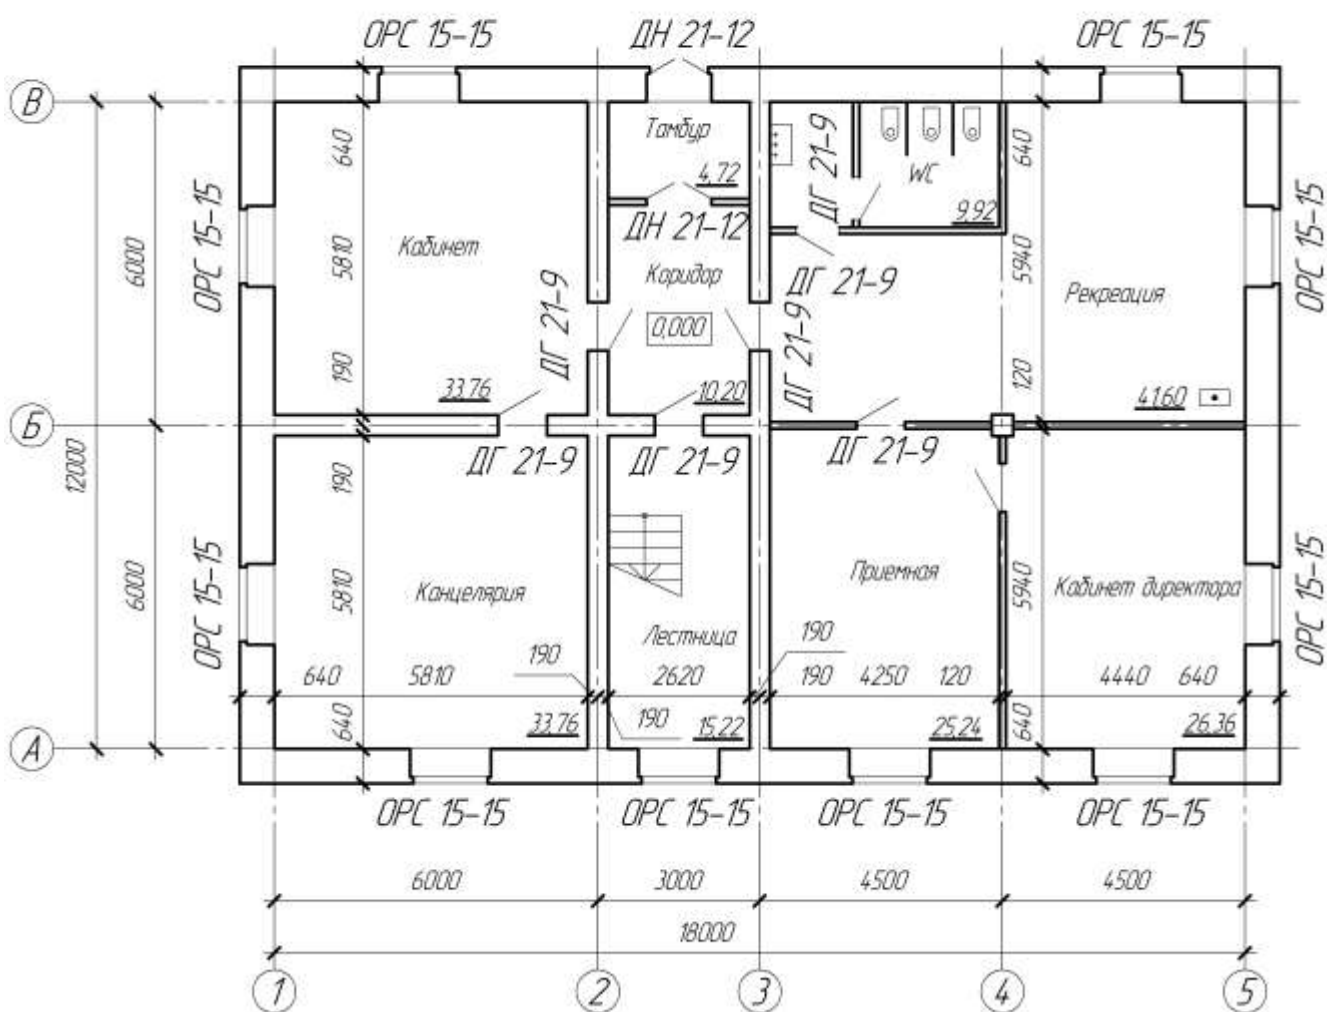 ОРС 15-15
ДН 21-12
ОРС 15-15
В
640
Тамбур
4,72
ДГ 21-9
WC
9.92
640
ОРС 15-15
6000
5810
Кабинет
ДН 21-12
Коридор
ДГ 21-9
5940
Рекреация
ОРС 15-15
ДГ 21-9
0,000
ДГ 21-9
190
33.76
10.20
120
41.60
Б
12000
ДГ 21-9
ДГ 21-9
ДГ 21-9
190
ОРС 15-15
6000
5810
Канцелярия
Приемная
5940
Кабинет директора
ОРС 15-15
Лестница
190
190
640
5810
2620
190
4250
120
4440
640
640
33,76
190
15,22
25,24
640
26.36
А
ОРС 15-15
ОРС 15-15
ОРС 15-15
ОРС 15-15
6000
3000
4500
4500
18000
1
2
3
4
5